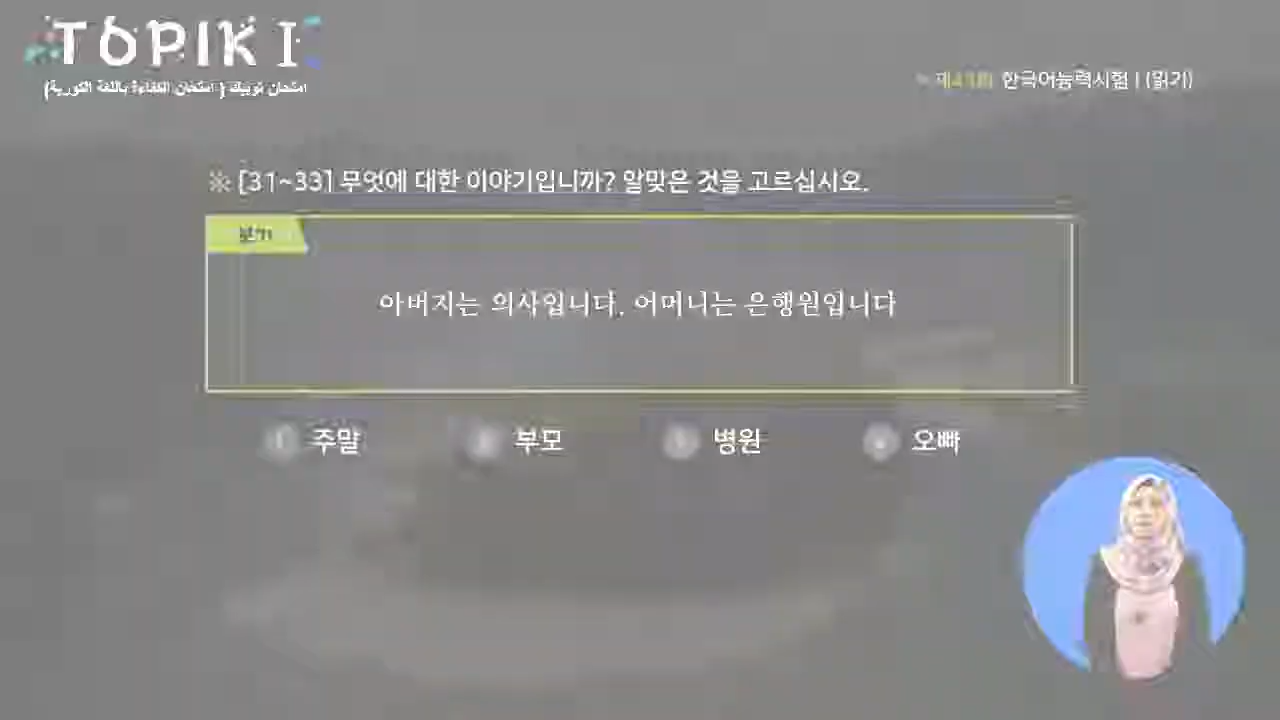 TOPIK I
امتحان توبيك ( امتحان الكفاءة باللغة الكورية)
한국어능력시험 I (읽기)
※ [31~33] 무엇에 대한 이야기입니까? 알맞은 것을 고르십시오.
보기
아버지는 의사입니다. 어머니는 은행원입니다
주말 부모 병원 오빠